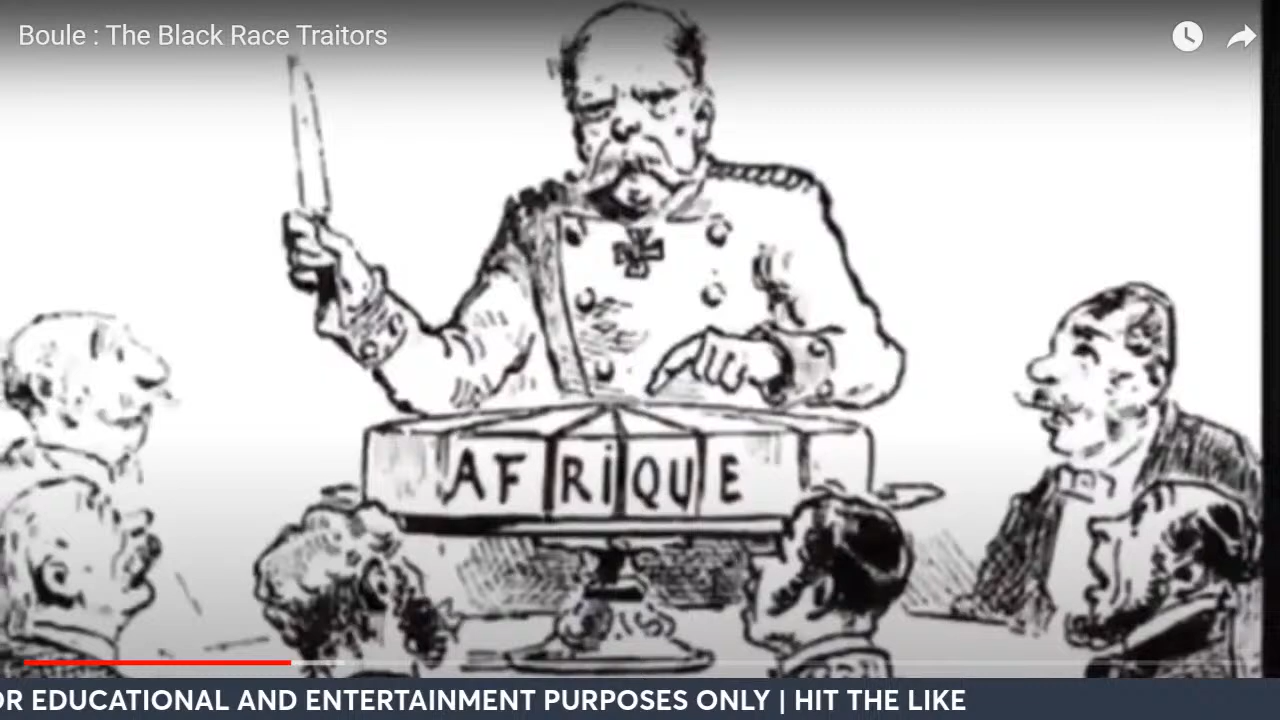 Boule : The Black Race Traitors
AFRIQUE
OR EDUCATIONAL AND ENTERTAINMENT PURPOSES ONLY | HIT THE LIKE